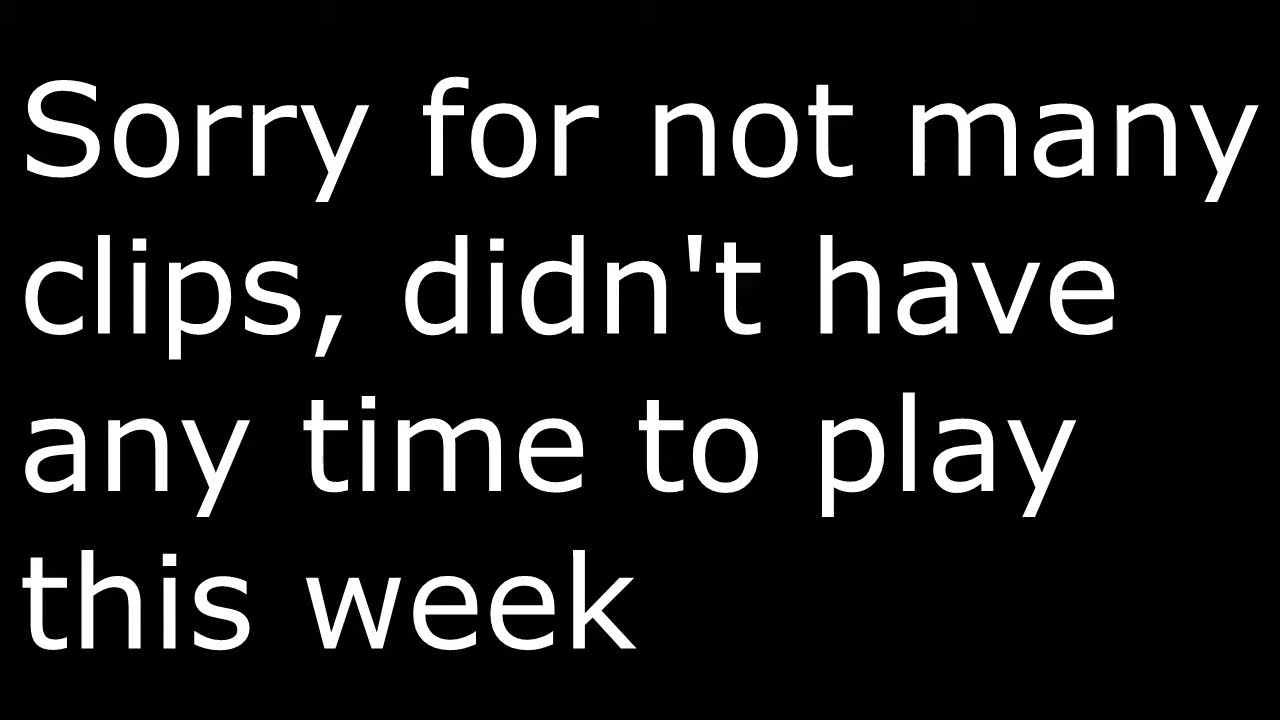 Sorry for not many
clips, didn't have
any time to play
this week